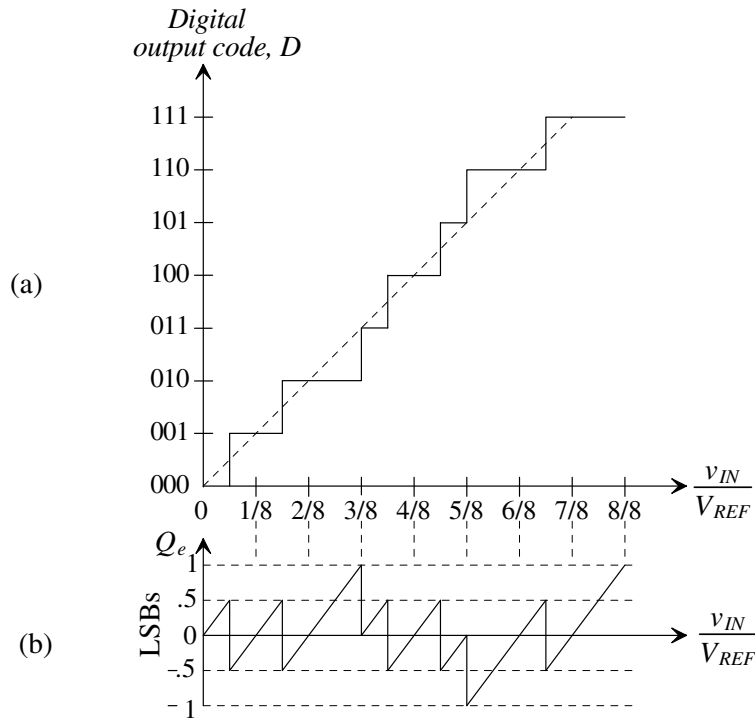 Digital
output code, D
111
110
101
(a)
100
011
010
001
000
0 1/8 2/8 3/8 4/8 5/8 6/8 7/8 8/8
v_IN
V_REF
Q_e
1
.5
0
-.5
-1
LSBs
(b)
v_IN
V_REF